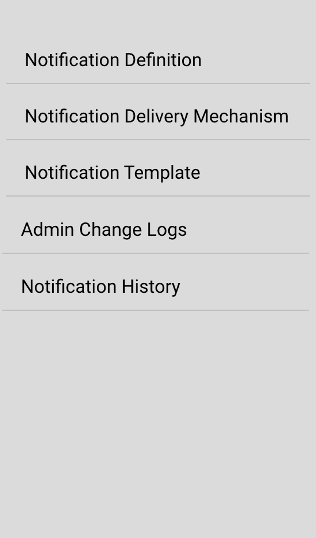 Notification Definition
Notification Delivery Mechanism
Notification Template
Admin Change Logs
Notification History